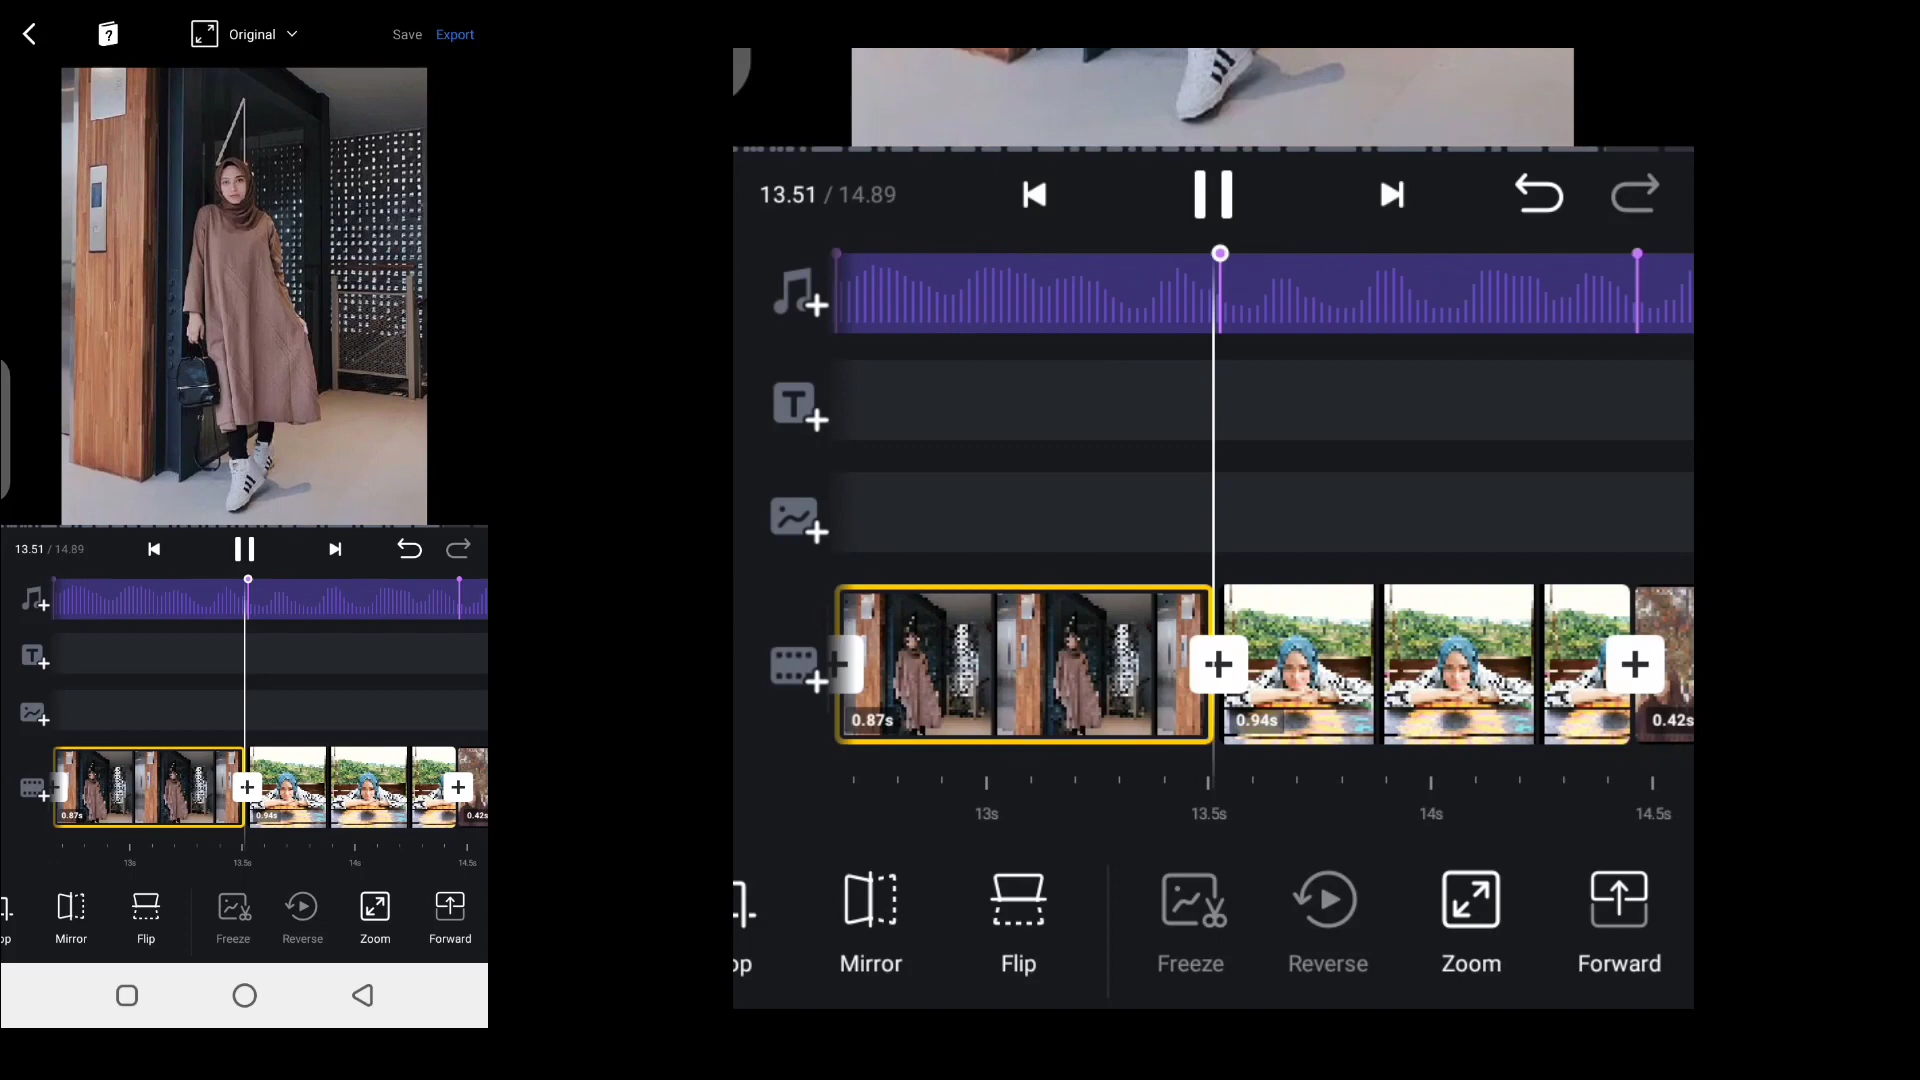 ?
Original
Save
Export
13.51 / 14.89
T
0.87s
0.94s
0.42s
13s
13.5s
14s
14.5s
op
Mirror
Flip
Freeze
Reverse
Zoom
Forward
13.51 / 14.89
T
0.87s
0.94s
0.42s
13s
13.5s
14s
14.5s
op
Mirror
Flip
Freeze
Reverse
Zoom
Forward